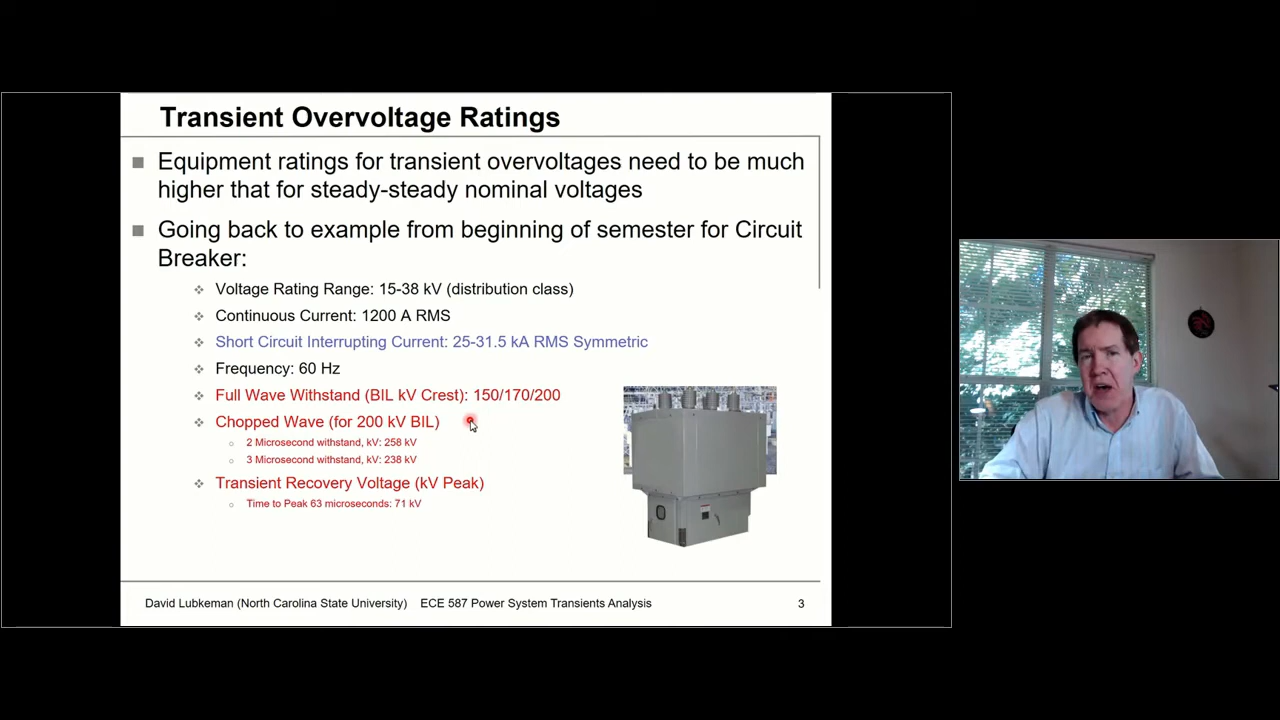 Transient Overvoltage Ratings
Equipment ratings for transient overvoltages need to be much
higher that for steady-steady nominal voltages
Going back to example from beginning of semester for Circuit
Breaker:
Voltage Rating Range: 15-38 kV (distribution class)
Continuous Current: 1200 A RMS
Short Circuit Interrupting Current: 25-31.5 kA RMS Symmetric
Frequency: 60 Hz
Full Wave Withstand (BIL kV Crest): 150/170/200
Chopped Wave (for 200 kV BIL)
2 Microsecond withstand, kV: 258 kV
3 Microsecond withstand, kV: 238 kV
Transient Recovery Voltage (kV Peak)
Time to Peak 63 microseconds: 71 kV
David Lubkeman (North Carolina State University) ECE 587 Power System Transients Analysis 3